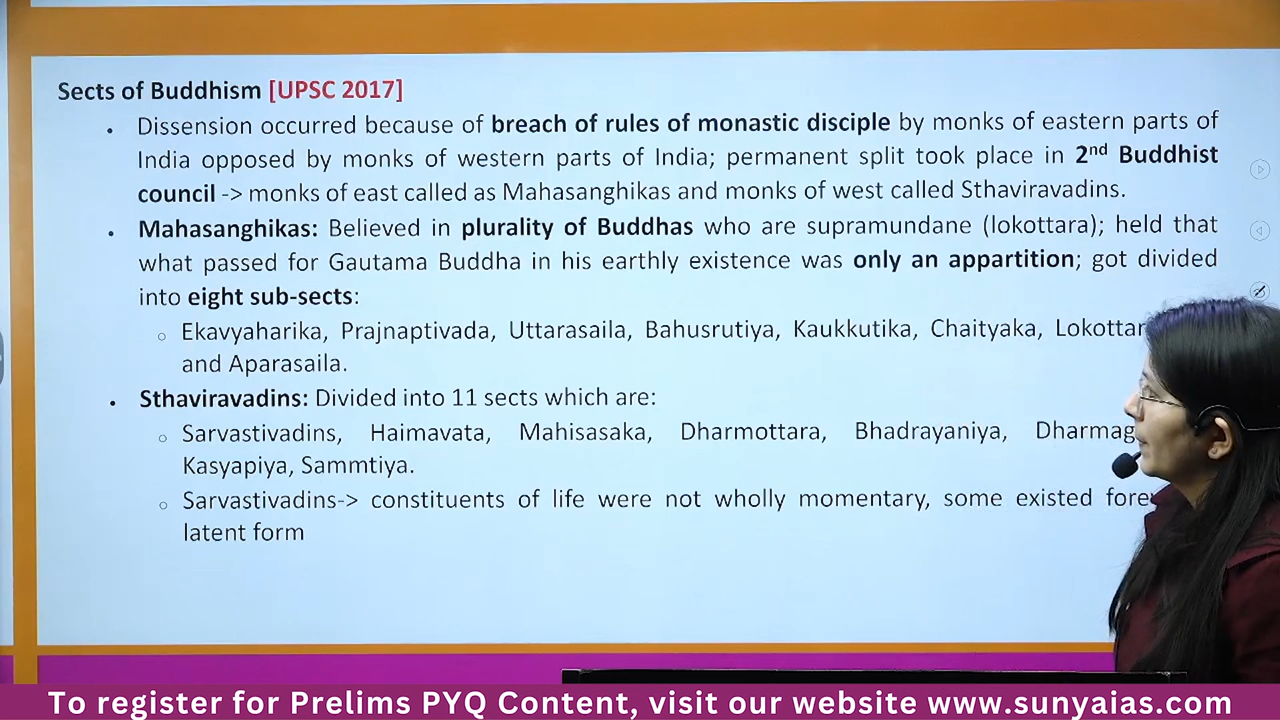 Sects of Buddhism [UPSC 2017]
• Dissension occurred because of breach of rules of monastic disciple by monks of eastern parts of
India opposed by monks of western parts of India; permanent split took place in 2nd Buddhist
council -> monks of east called as Mahasanghikas and monks of west called Sthaviravadins.
• Mahasanghikas: Believed in plurality of Buddhas who are supramundane (lokottara); held that
what passed for Gautama Buddha in his earthly existence was only an appartition; got divided
into eight sub-sects:
○ Ekavyaharika, Prajnaptivada, Uttarasaila, Bahusrutiya, Kaukkutika, Chaityaka,
and Aparasaila.
• Sthaviravadins: Divided into 11 sects which are:
○ Sarvastivadins, Haimavata, Mahisasaka, Dharmottara, Bhadrayaniya,
Kasyapiya, Sammtiya.
○ Sarvastivadins-> constituents of life were not wholly momentary, some existed
latent form
To register for Prelims PYQ Content, visit our website www.sunyaias.com